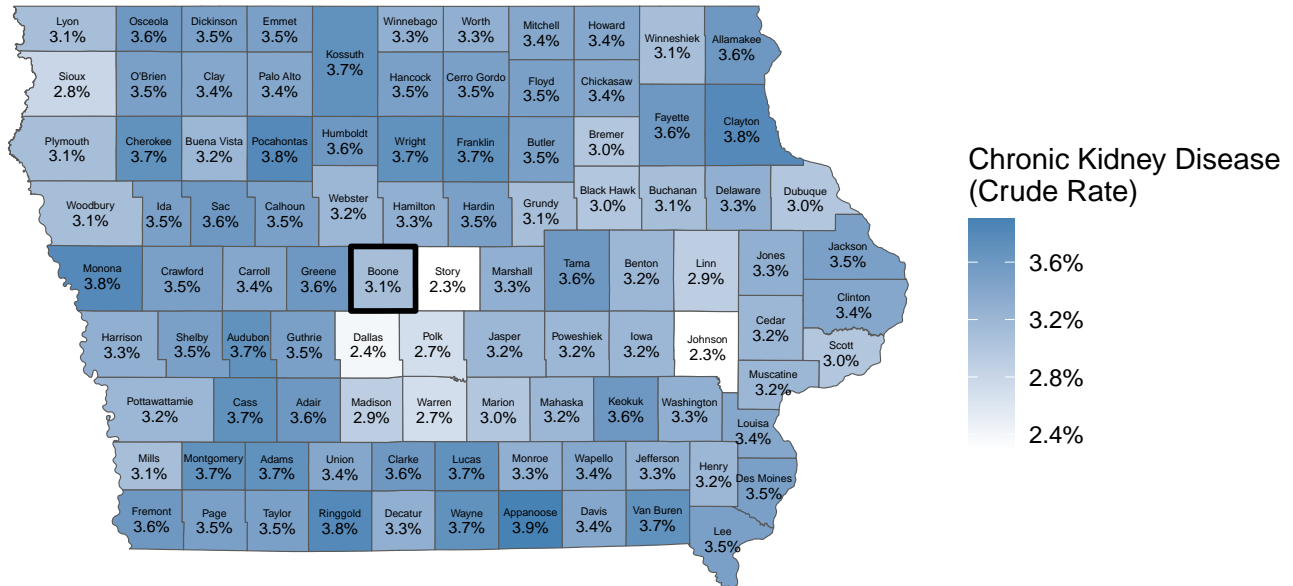 Lyon
3.1%
Osceola
3.6%
Dickinson
3.5%
Emmet
3.5%
Kossuth
3.7%
Winnebago
3.3%
Worth
3.3%
Mitchell
3.4%
Howard
3.4%
Winneshiek
3.1%
Allamakee
3.6%
Sioux
2.8%
O'Brien
3.5%
Clay
3.4%
Palo Alto
3.4%
Hancock
3.5%
Cerro Gordo
3.5%
Floyd
3.5%
Chickasaw
3.4%
Fayette
3.6%
Clayton
3.8%
Plymouth
3.1%
Cherokee
3.7%
Buena Vista
3.2%
Pocahontas
3.8%
Humboldt
3.6%
Wright
3.7%
Franklin
3.7%
Butler
3.5%
Bremer
3.0%
Woodbury
3.1%
Ida
3.5%
Sac
3.6%
Calhoun
3.5%
Webster
3.2%
Hamilton
3.3%
Hardin
3.5%
Grundy
3.1%
Black Hawk
3.0%
Buchanan
3.1%
Delaware
3.3%
Dubuque
3.0%
Monona
3.8%
Crawford
3.5%
Carroll
3.4%
Greene
3.6%
Boone
3.1%
Story
2.3%
Marshall
3.3%
Tama
3.6%
Benton
3.2%
Linn
2.9%
Jones
3.3%
Jackson
3.5%
Clinton
3.4%
Harrison
3.3%
Shelby
3.5%
Audubon
3.7%
Guthrie
3.5%
Dallas
2.4%
Polk
2.7%
Jasper
3.2%
Poweshiek
3.2%
Iowa
3.2%
Johnson
2.3%
Cedar
3.2%
Scott
3.0%
Muscatine
3.2%
Pottawattamie
3.2%
Cass
3.7%
Adair
3.6%
Madison
2.9%
Warren
2.7%
Marion
3.0%
Mahaska
3.2%
Keokuk
3.6%
Washington
3.3%
Louisa
3.4%
Mills
3.1%
Montgomery
3.7%
Adams
3.7%
Union
3.4%
Clarke
3.6%
Lucas
3.7%
Monroe
3.3%
Wapello
3.4%
Jefferson
3.3%
Henry
3.2%
Des Moines
3.5%
Fremont
3.6%
Page
3.5%
Taylor
3.5%
Ringgold
3.8%
Decatur
3.3%
Wayne
3.7%
Appanoose
3.9%
Davis
3.4%
Van Buren
3.7%
Lee
3.5%
Chronic Kidney Disease
(Crude Rate)
3.6%
3.2%
2.8%
2.4%